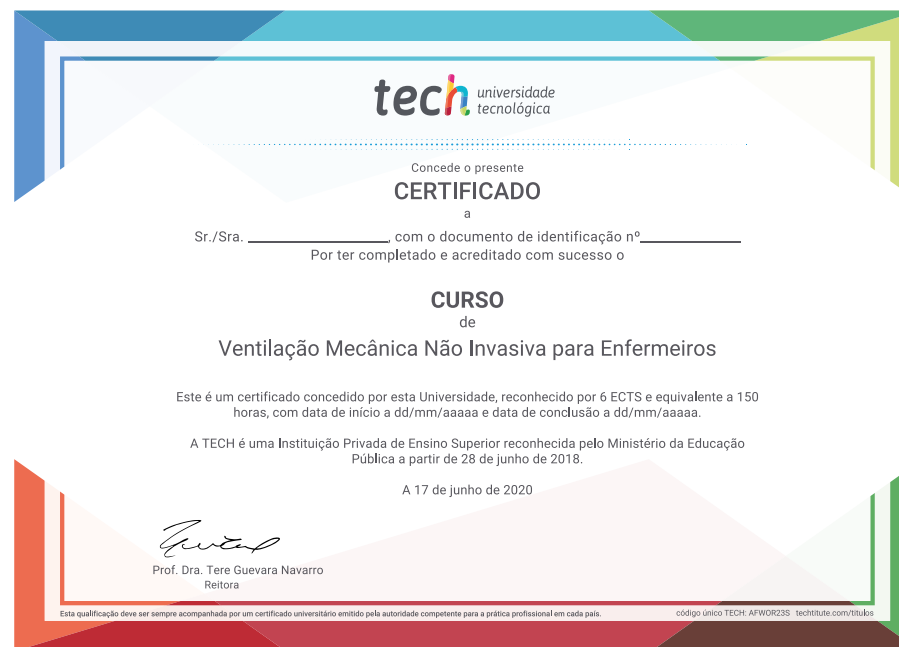 tech universidade
tecnológica
Concede o presente
CERTIFICADO
a
Sr./Sra. ________________, com o documento de identificação nº____________
Por ter completado e acreditado com sucesso o
CURSO
de
Ventilação Mecânica Não Invasiva para Enfermeiros
Este é um certificado concedido por esta Universidade, reconhecido por 6 ECTS e equivalente a 150
horas, com data de início a dd/mm/aaaaa e data de conclusão a dd/mm/aaaaa.
A TECH é uma Instituição Privada de Ensino Superior reconhecida pelo Ministério da Educação
Pública a partir de 28 de junho de 2018.
A 17 de junho de 2020
Prof. Dra. Tere Guevara Navarro
Reitora
Esta qualificação deve ser sempre acompanhada por um certificado universitário emitido pela autoridade competente para a prática profissional em cada país.
código único TECH: AFWOR23S techtitute.com/titulos